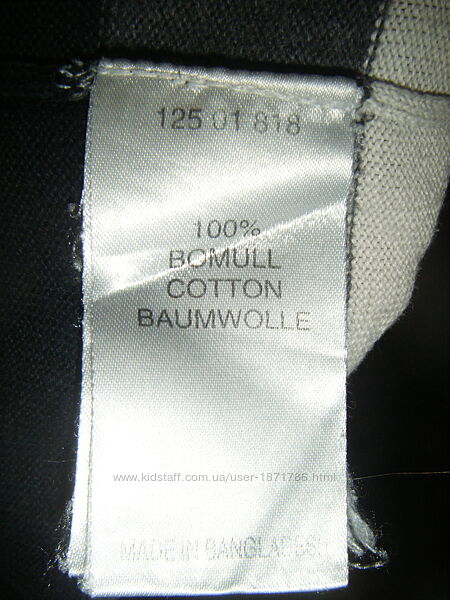 125 01 818
100%
BOMULL
COTTON
BAUMWOLLE
www.kidstaff.com.ua/user-1871786.html
MADE IN BANGLADESH